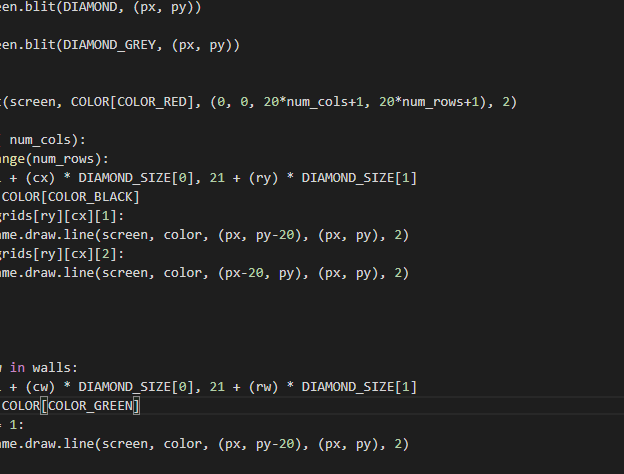 een.blit(DIAMOND, (px, py))
een.blit(DIAMOND_GREY, (px, py))
t(screen, COLOR[COLOR_RED], (0, 0, 20*num_cols+1, 20*num_rows+1), 2)
num_cols):
ange(num_rows):
+ (cx) * DIAMOND_SIZE[0], 21 + (ry) * DIAMOND_SIZE[1]
COLOR[COLOR_BLACK]
grids[ry][cx][1]:
ame.draw.line(screen, color, (px, py-20), (px, py), 2)
grids[ry][cx][2]:
ame.draw.line(screen, color, (px-20, py), (px, py), 2)
w in walls:
+ (cw) * DIAMOND_SIZE[0], 21 + (rw) * DIAMOND_SIZE[1]
COLOR[COLOR_GREEN]
= 1:
ame.draw.line(screen, color, (px, py-20), (px, py), 2)